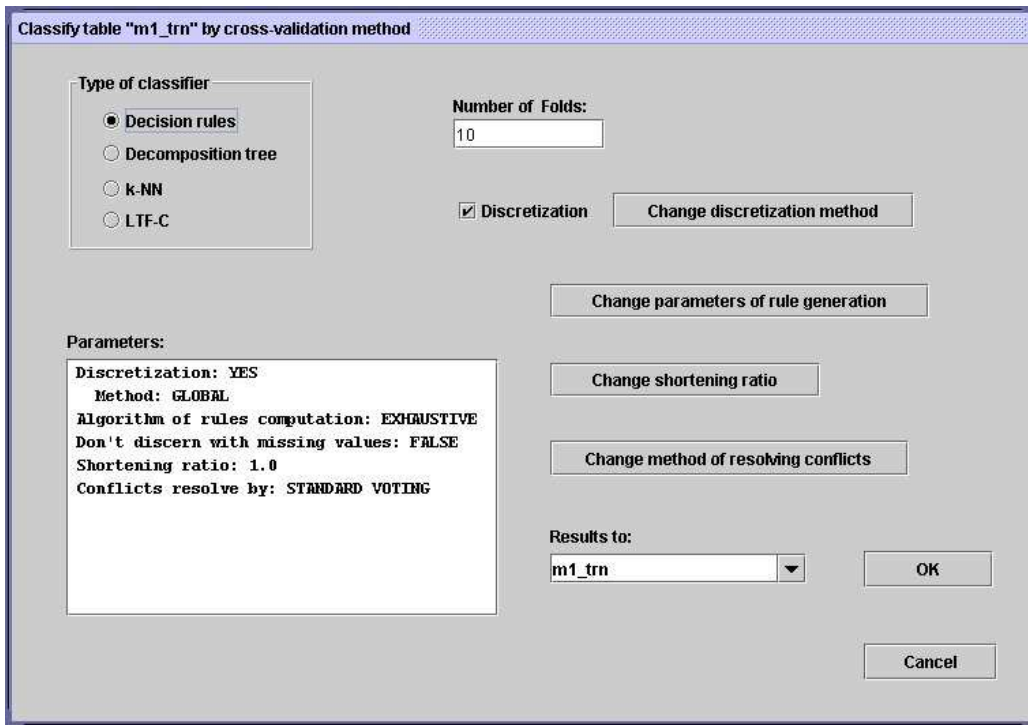 Classify table "m1_trn" by cross-validation method
Type of classifier
Decision rules
Decomposition tree
k-NN
LTF-C
Number of Folds:
10
Discretization
Change discretization method
Change parameters of rule generation
Parameters:
Discretization: YES
Method: GLOBAL
Algorithm of rules computation: EXHAUSTIVE
Don't discern with missing values: FALSE
Shortening ratio: 1.0
Conflicts resolve by: STANDARD VOTING
Change shortening ratio
Change method of resolving conflicts
Results to:
m1_trn
OK
Cancel